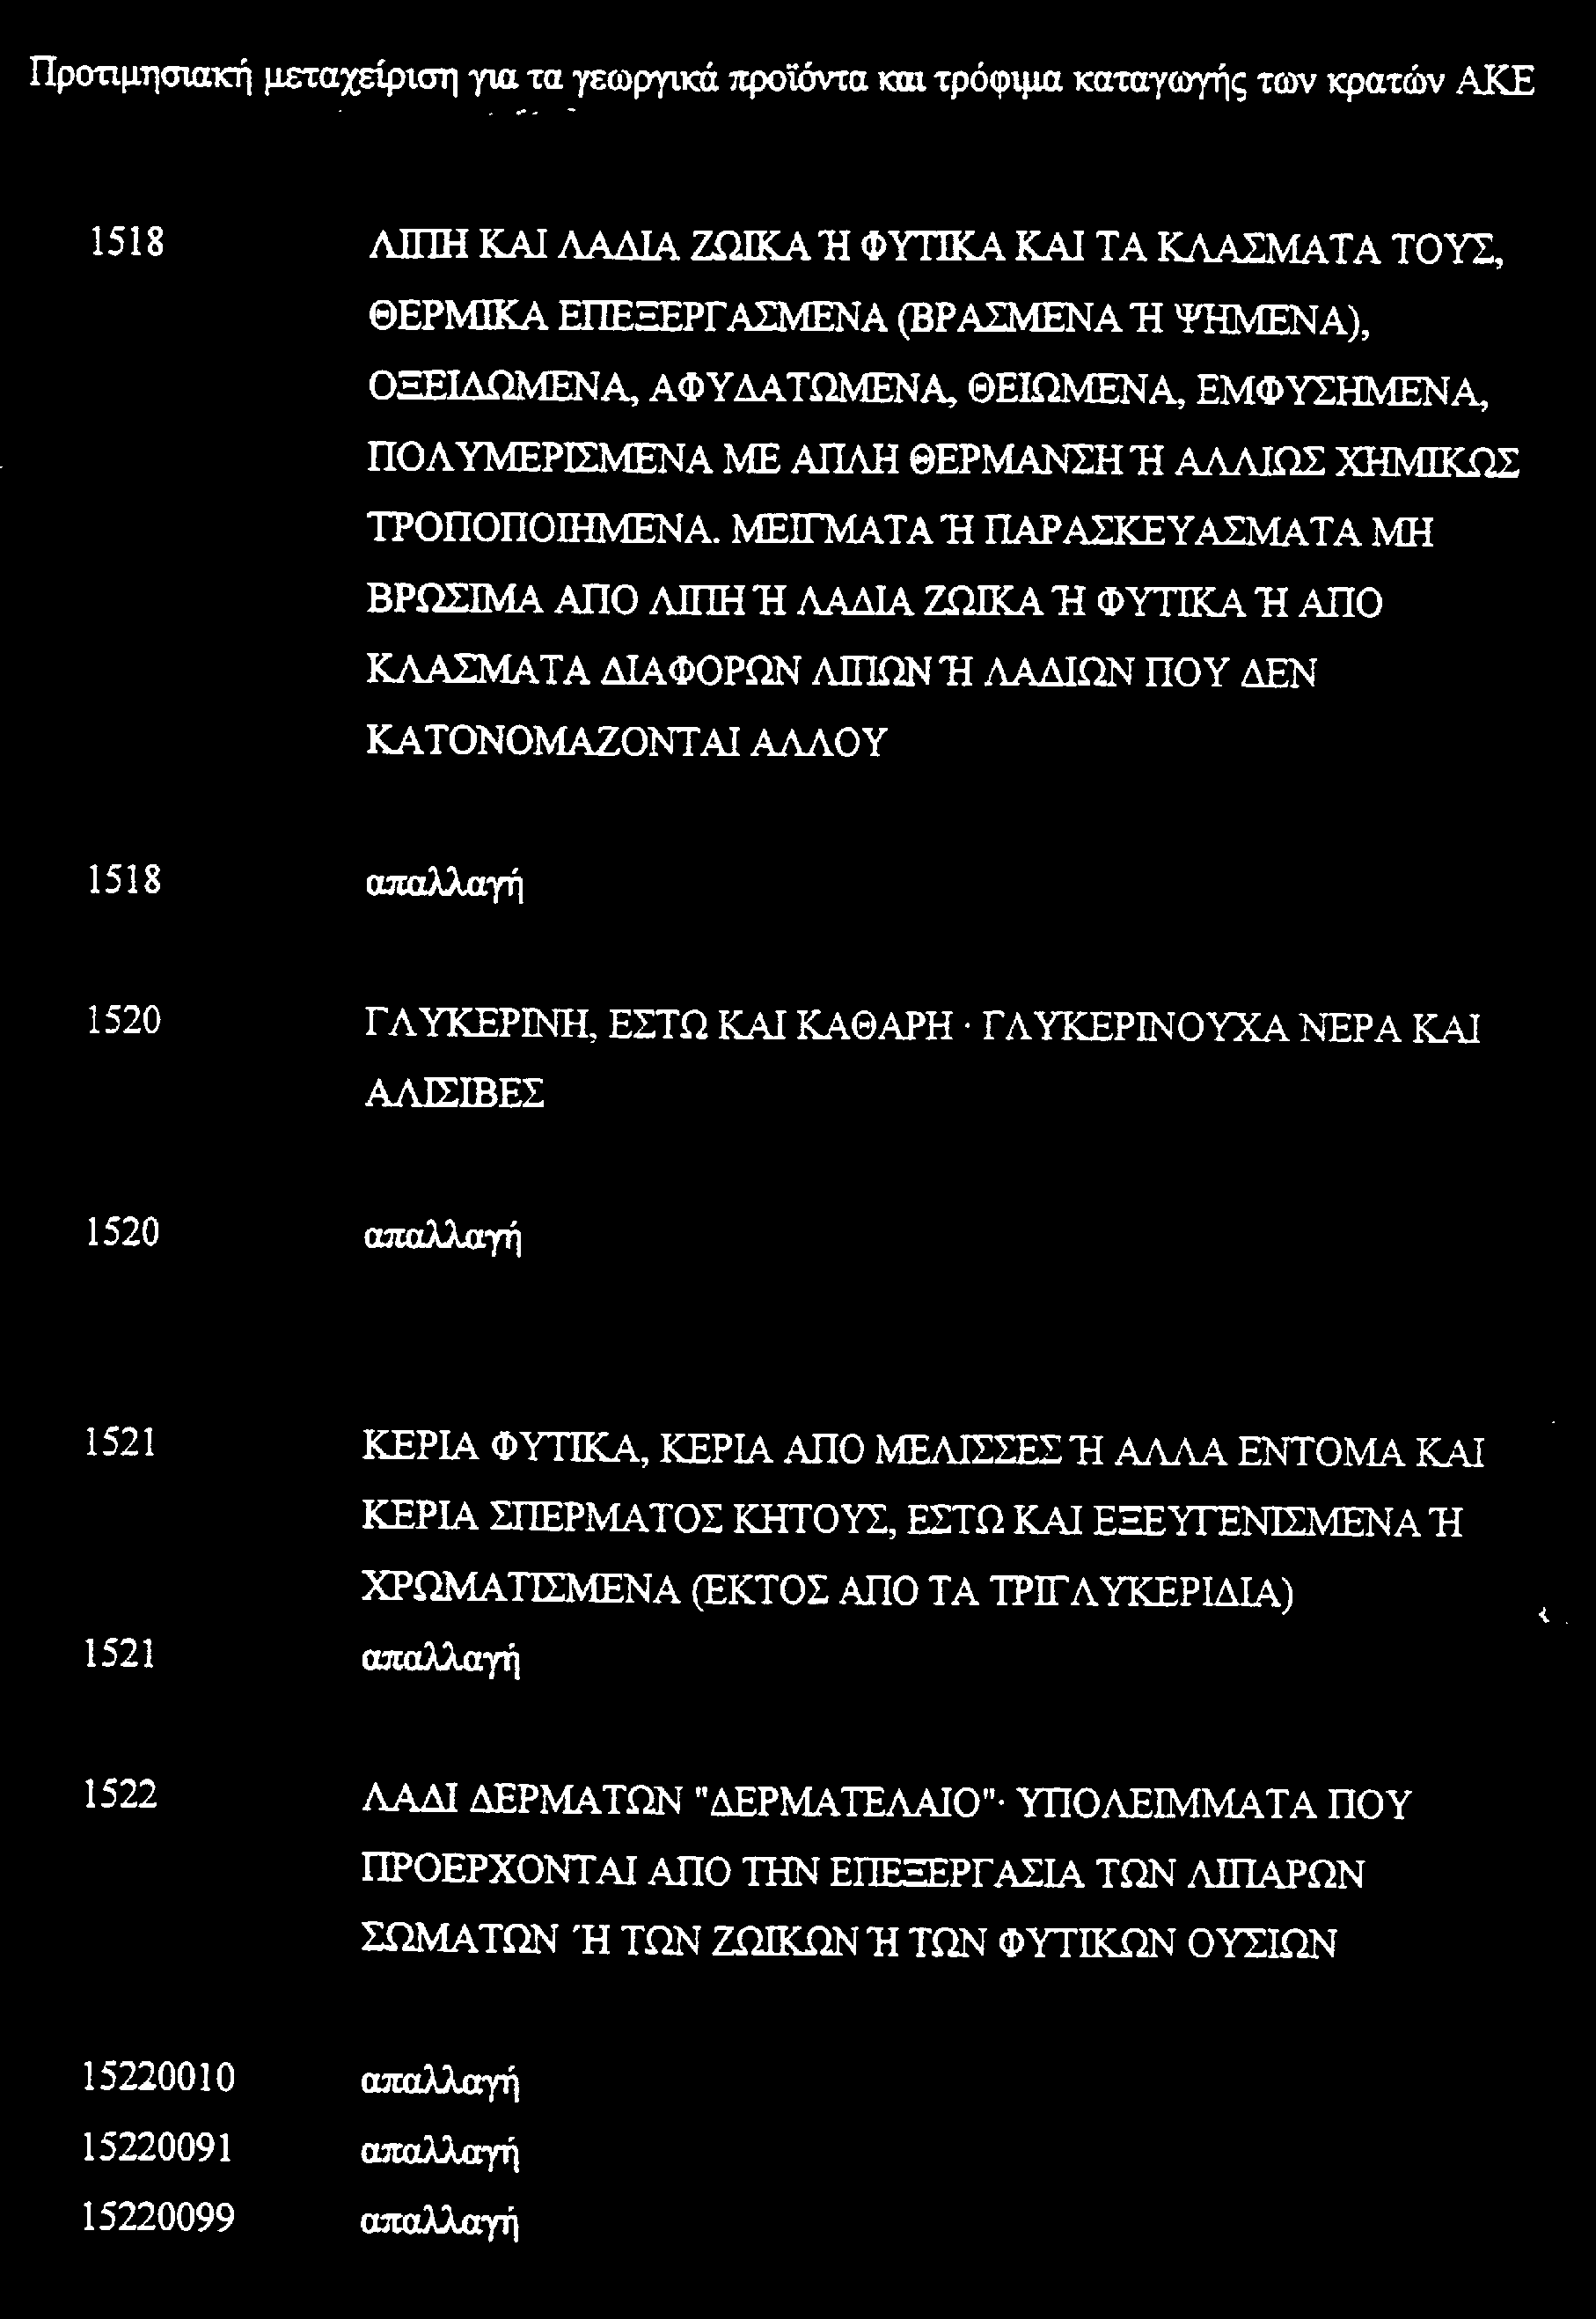 Προτιμησιακή μεταχείριση για τα γεωργικά προϊόντα και τρόφιμα καταγωγής των κρατών ΑΚΕ
1518 ΛΙΠΗ ΚΑΙ ΛΑΔΙΑ ΖΩΙΚΑ Ή ΦΥΤΙΚΑ ΚΑΙ ΤΑ ΚΛΑΣΜΑΤΑ ΤΟΥΣ,
ΘΕΡΜΙΚΑ ΕΠΕΞΕΡΓΑΣΜΕΝΑ (ΒΡΑΣΜΕΝΑ Ή ΨΗΜΕΝΑ),
ΟΞΕΙΔΩΜΕΝΑ, ΑΦΥΔΑΤΩΜΕΝΑ, ΘΕΙΩΜΕΝΑ, ΕΜΦΥΣΗΜΕΝΑ,
ΠΟΛΥΜΕΡΙΣΜΕΝΑ ΜΕ ΑΠΛΗ ΘΕΡΜΑΝΣΗ Ή ΑΛΛΙΩΣ ΧΗΜΙΚΩΣ
ΤΡΟΠΟΠΟΙΗΜΕΝΑ. ΜΕΙΓΜΑΤΑ Ή ΠΑΡΑΣΚΕΥΑΣΜΑΤΑ ΜΗ
ΒΡΩΣΙΜΑ ΑΠΟ ΛΙΠΗ Ή ΛΑΔΙΑ ΖΩΙΚΑ Ή ΦΥΤΙΚΑ Ή ΑΠΟ
ΚΛΑΣΜΑΤΑ ΔΙΑΦΟΡΩΝ ΛΙΠΩΝ Ή ΛΑΔΙΩΝ ΠΟΥ ΔΕΝ
ΚΑΤΟΝΟΜΑΖΟΝΤΑΙ ΑΛΛΟΥ
1518 απαλλαγή
1520 ΓΛΥΚΕΡΙΝΗ, ΕΣΤΩ ΚΑΙ ΚΑΘΑΡΗ · ΓΛΥΚΕΡΙΝΟΥΧΑ ΝΕΡΑ ΚΑΙ
ΑΛΙΣΙΒΕΣ
1520 απαλλαγή
1521 ΚΕΡΙΑ ΦΥΤΙΚΑ, ΚΕΡΙΑ ΑΠΟ ΜΕΛΙΣΣΕΣ Ή ΑΛΛΑ ΕΝΤΟΜΑ ΚΑΙ
ΚΕΡΙΑ ΣΠΕΡΜΑΤΟΣ ΚΗΤΟΥΣ, ΕΣΤΩ ΚΑΙ ΕΞΕΥΓΕΝΙΣΜΕΝΑ Ή
ΧΡΩΜΑΤΙΣΜΕΝΑ (ΕΚΤΟΣ ΑΠΟ ΤΑ ΤΡΙΓΛΥΚΕΡΙΔΙΑ)
1521 απαλλαγή
1522 ΛΑΔΙ ΔΕΡΜΑΤΩΝ "ΔΕΡΜΑΤΕΛΑΙΟ"· ΥΠΟΛΕΙΜΜΑΤΑ ΠΟΥ
ΠΡΟΕΡΧΟΝΤΑΙ ΑΠΟ ΤΗΝ ΕΠΕΞΕΡΓΑΣΙΑ ΤΩΝ ΛΙΠΑΡΩΝ
ΣΩΜΑΤΩΝ Ή ΤΩΝ ΖΩΙΚΩΝ Ή ΤΩΝ ΦΥΤΙΚΩΝ ΟΥΣΙΩΝ
15220010 απαλλαγή
15220091 απαλλαγή
15220099 απαλλαγή